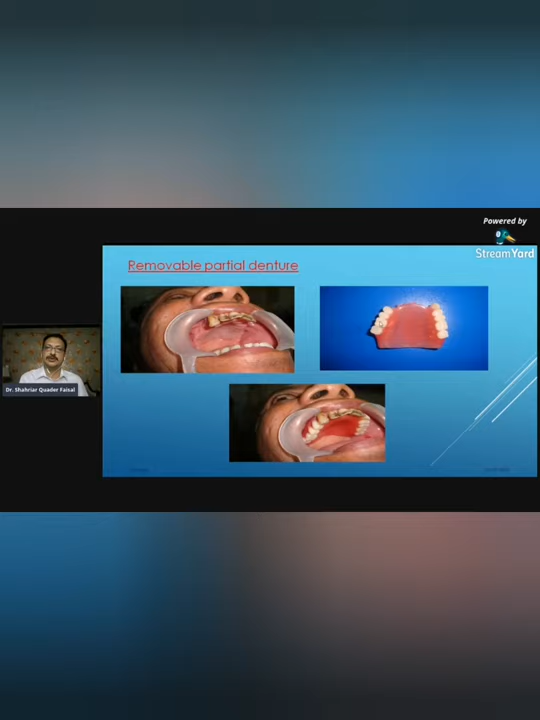 Powered by
StreamYard
Removable partial denture
Dr. Shahriar Quader Faisal